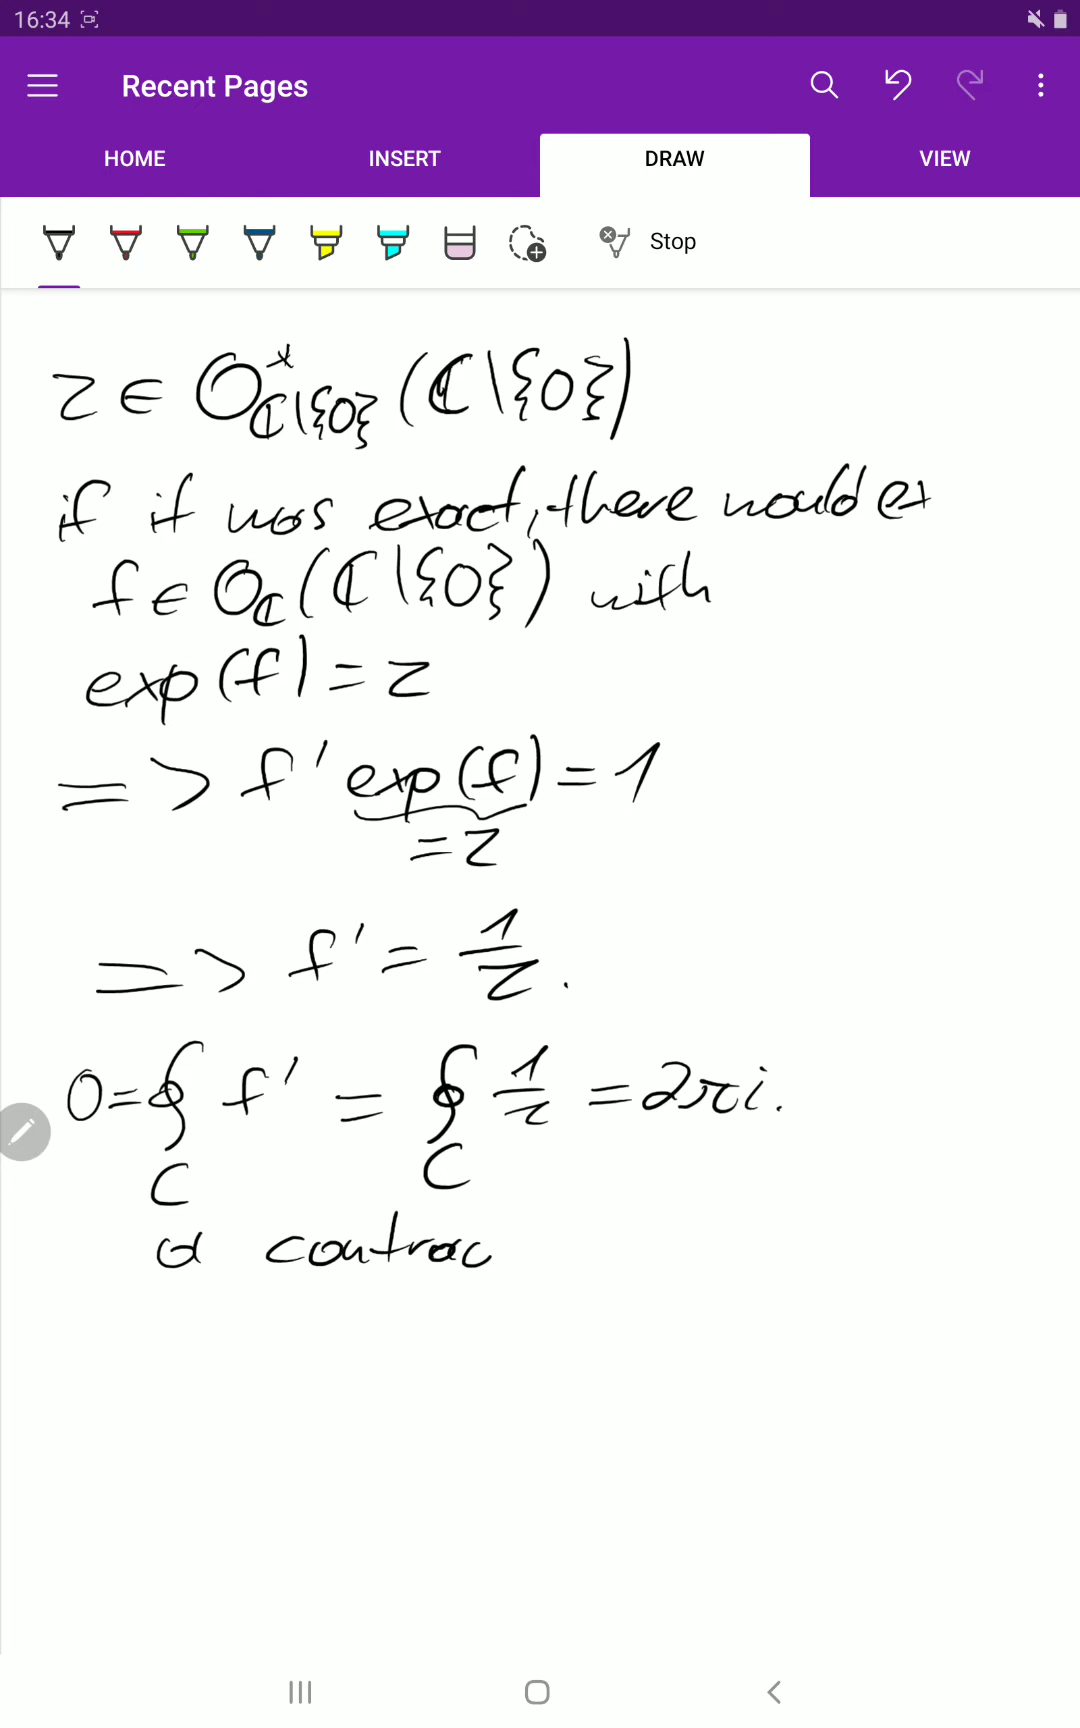 16:34
Recent Pages
HOME INSERT DRAW VIEW
Stop
z ∈ O*_{ℂ\{0}} (ℂ\{0})
if it was exact, there would ex
f ∈ O_ℂ (ℂ\{0}) with
exp(f) = z
=> f' exp(f) = 1
= z
=> f' = 1/z.
0 = ∮_C f' = ∮_C 1/z = 2πi.
a contrac